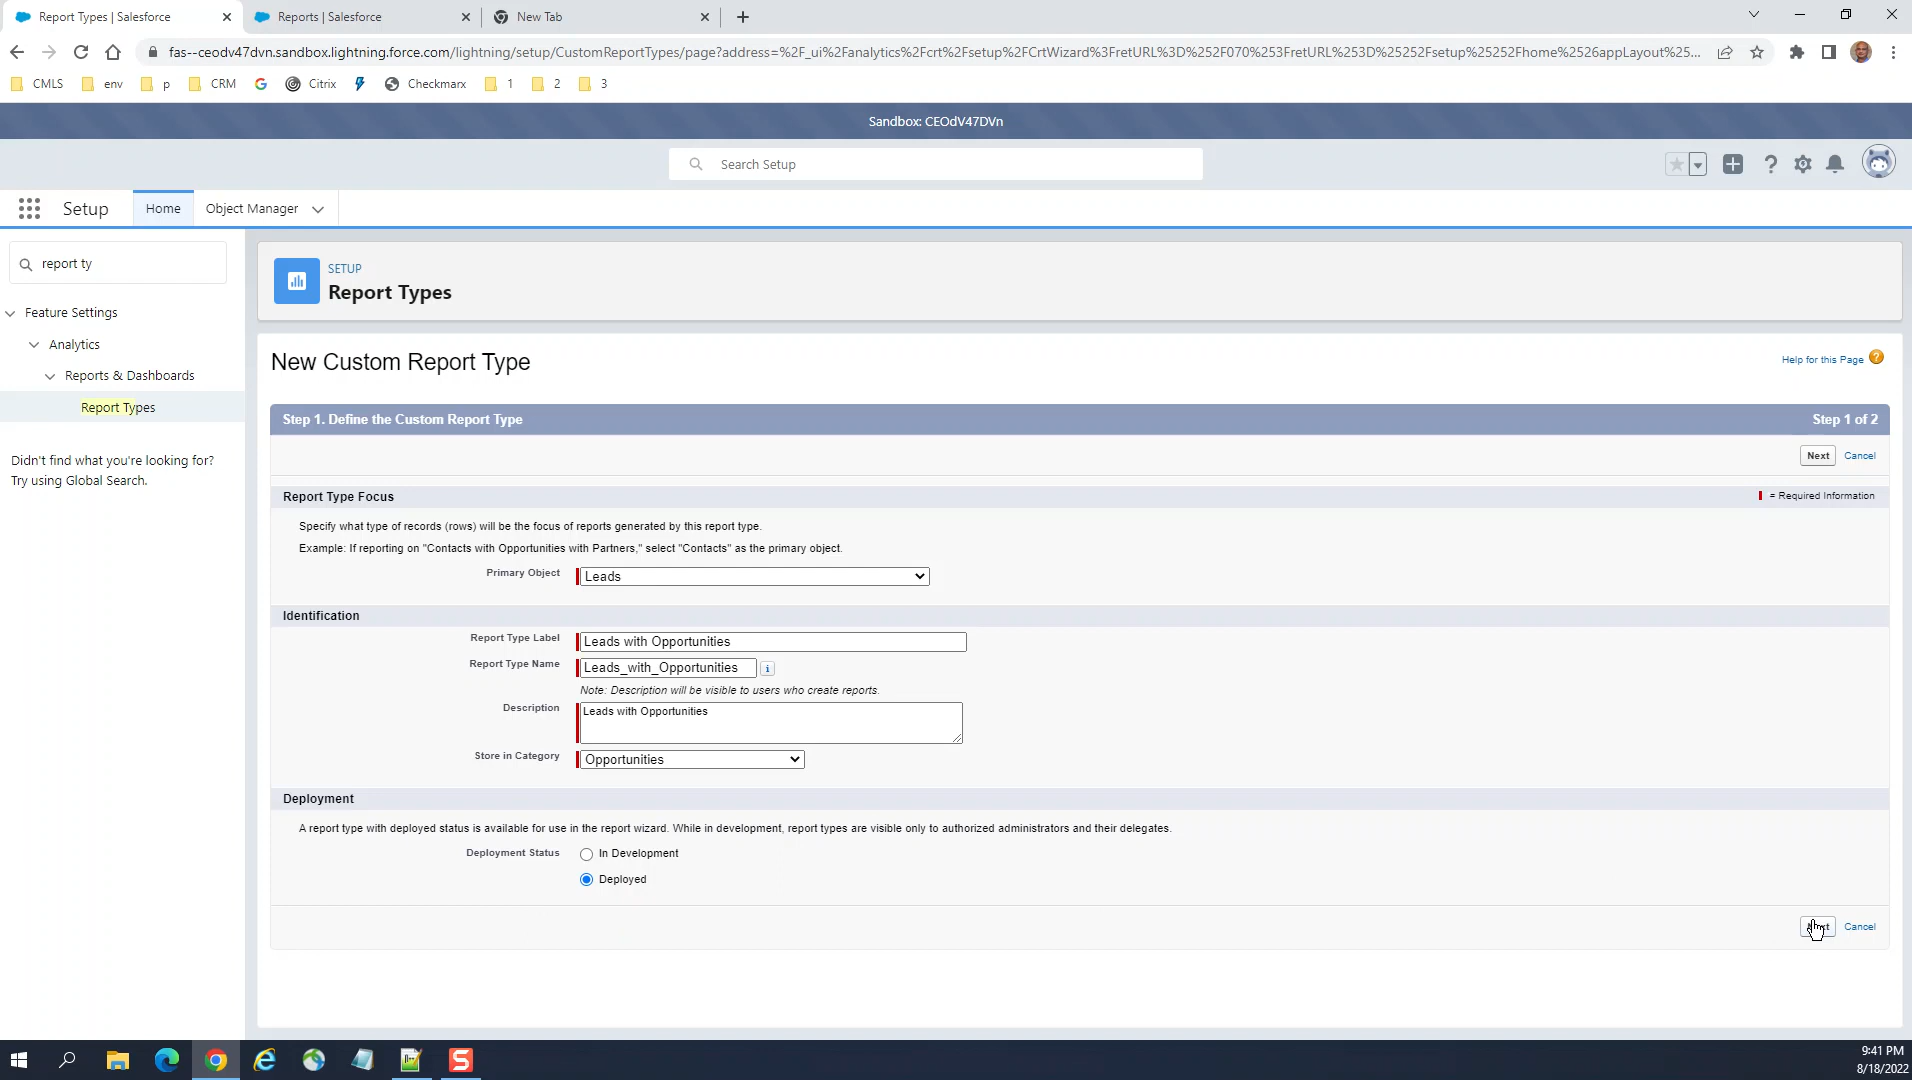 Report Types | Salesforce
Reports | Salesforce
New Tab
fas--ceodv47dvn.sandbox.lightning.force.com/lightning/setup/CustomReportTypes/page?address=%2F_ui%2Fanalytics%2Fcrt%2Fsetup%2FCrtWizard%3FretURL%3D%252F070%253FretURL%253D%25252Fsetup%25252Fhome%2526appLayout%25...
CMLS
env
p
CRM
Citrix
Checkmarx
1
2
3
Sandbox: CEOdV47DVn
Search Setup
Setup
Home
Object Manager
report ty
Feature Settings
Analytics
Reports & Dashboards
Report Types
Didn't find what you're looking for?
Try using Global Search.
SETUP
Report Types
New Custom Report Type
Help for this Page
Step 1. Define the Custom Report Type
Step 1 of 2
Next
Cancel
Report Type Focus
= Required Information
Specify what type of records (rows) will be the focus of reports generated by this report type.
Example: If reporting on "Contacts with Opportunities with Partners," select "Contacts" as the primary object.
Primary Object
Leads
Identification
Report Type Label
Leads with Opportunities
Report Type Name
Leads_with_Opportunities
i
Note: Description will be visible to users who create reports.
Description
Leads with Opportunities
Store in Category
Opportunities
Deployment
A report type with deployed status is available for use in the report wizard. While in development, report types are visible only to authorized administrators and their delegates.
Deployment Status
In Development
Deployed
Next
Cancel
9:41 PM
8/18/2022